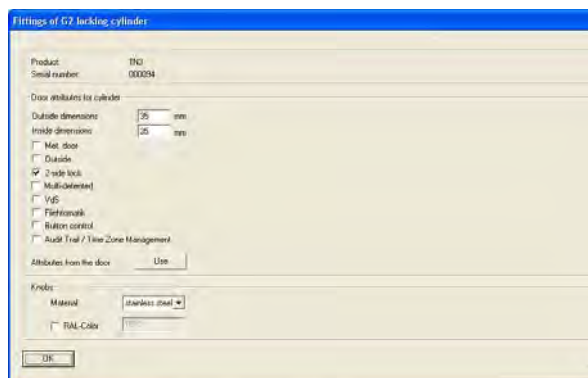 Fittings of G2 locking cylinder
Product: TN3
Serial number: 000094
Door attributes for cylinder
Outside dimensions 35 mm
Inside dimensions 35 mm
Met. door
Outside
2-side lock
Multi-detented
VdS
Button control
Audit Trail / Time Zone Management
Attributes from the door Use
Knobs
Material stainless steel
RAL-Color
OK